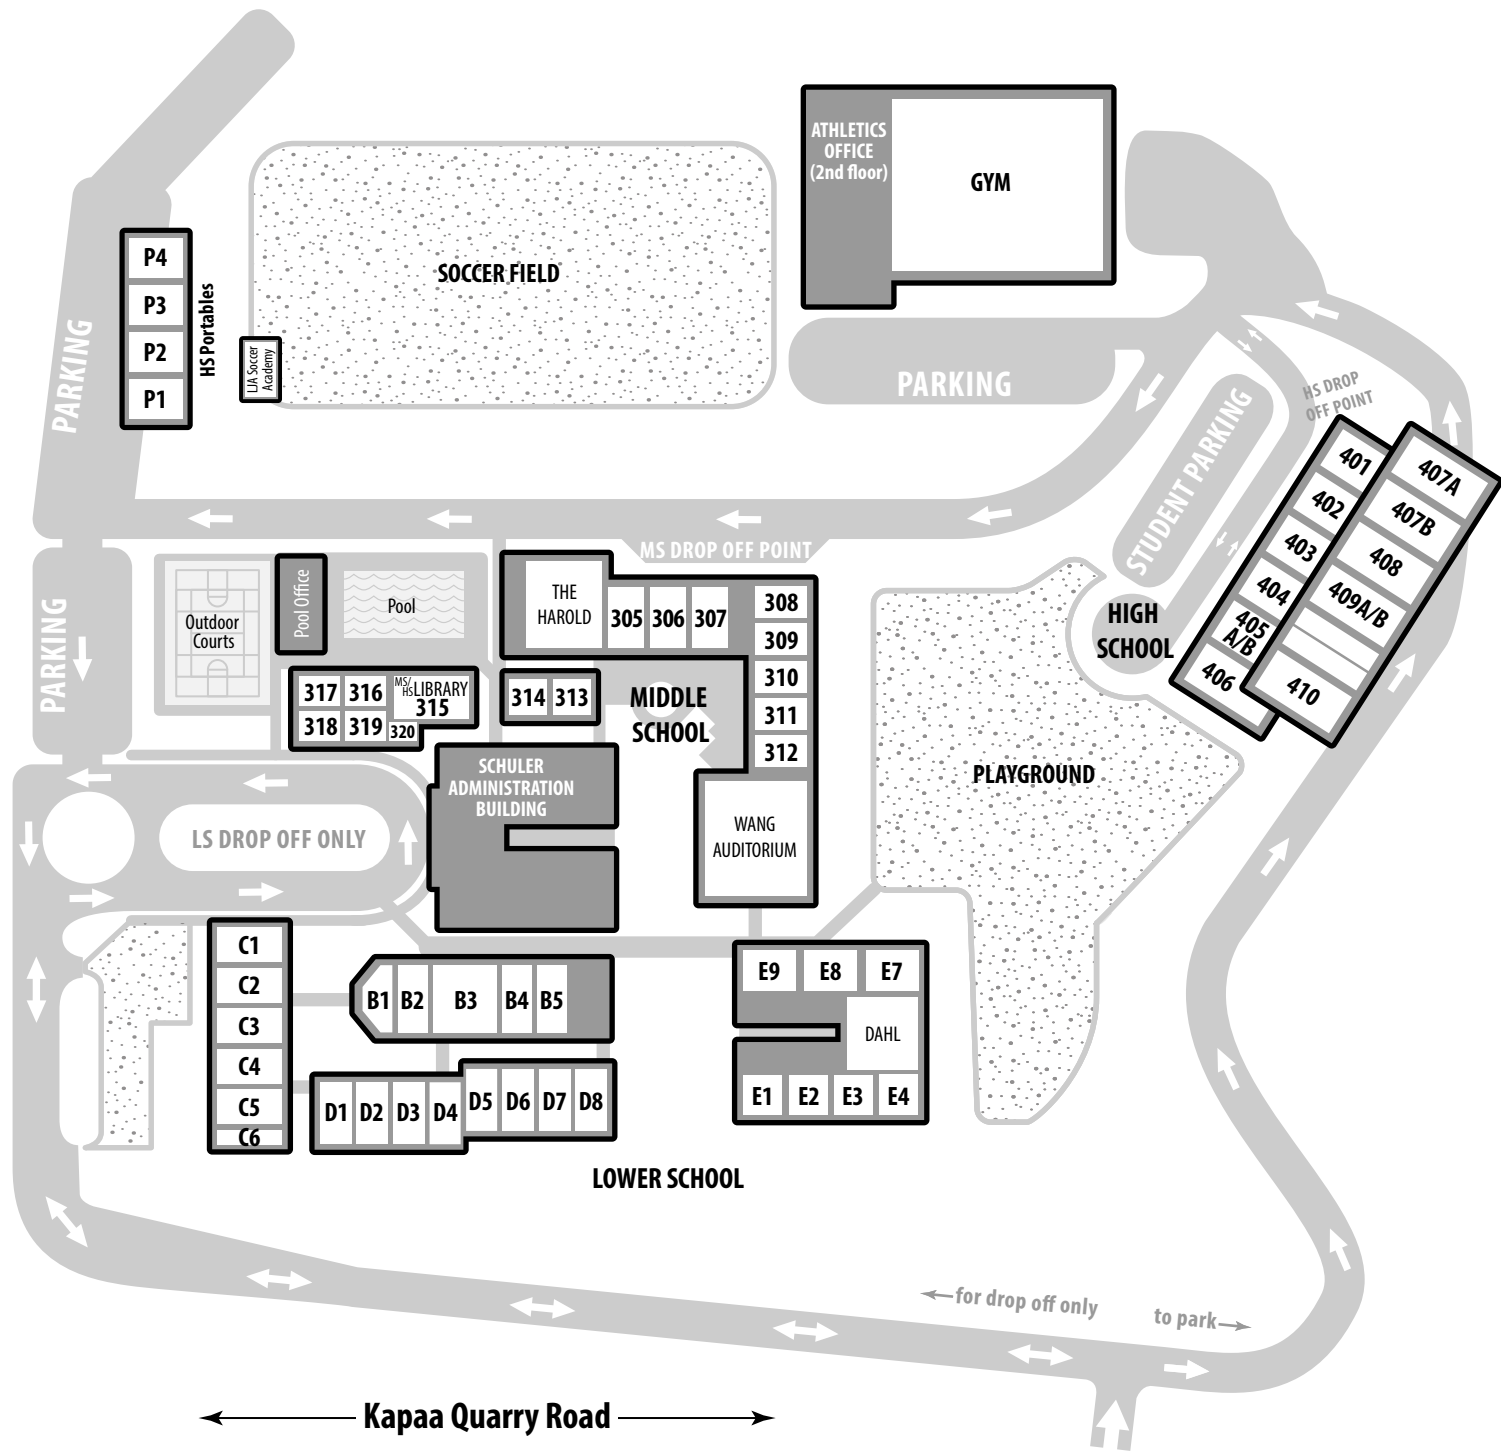 ATHLETICS
OFFICE
(2nd floor)
GYM
P4
P3
P2
P1
HS Portables
PARKING
SOCCER FIELD
LJA Soccer
Academy
PARKING
HS DROP
OFF POINT
STUDENT PARKING
401
402
403
404
405
A/B
406
407A
407B
408
409A/B
410
MS DROP OFF POINT
PARKING
Outdoor
Courts
Pool Office
Pool
THE
HAROLD
305
306
307
308
309
310
311
312
HIGH
SCHOOL
317
316
MS/
HS LIBRARY
315
318
319
320
314
313
MIDDLE
SCHOOL
SCHULER
ADMINISTRATION
BUILDING
PLAYGROUND
LS DROP OFF ONLY
WANG
AUDITORIUM
C1
C2
C3
C4
C5
C6
B1
B2
B3
B4
B5
E9
E8
E7
DAHL
E1
E2
E3
E4
D1
D2
D3
D4
D5
D6
D7
D8
LOWER SCHOOL
for drop off only
to park
Kapaa Quarry Road